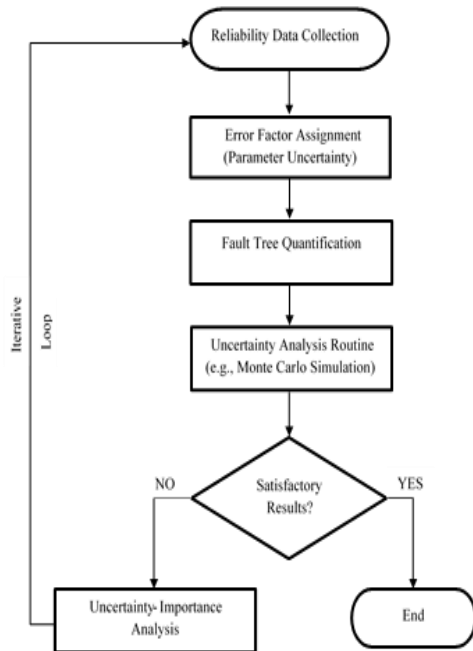 Reliability Data Collection
Error Factor Assignment
(Parameter Uncertainty)
Fault Tree Quantification
Iterative
Loop
Uncertainty Analysis Routine
(e.g., Monte Carlo Simulation)
NO
Satisfactory
Results?
YES
Uncertainty-Importance
Analysis
End